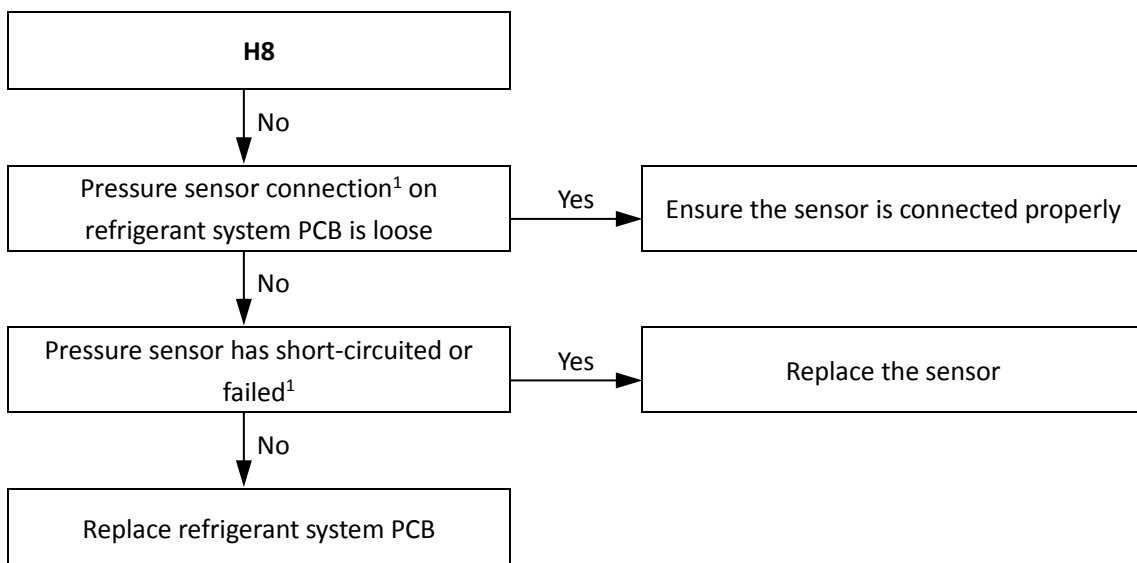 H8
No
Pressure sensor connection¹ on
refrigerant system PCB is loose
Yes
Ensure the sensor is connected properly
No
Pressure sensor has short-circuited or
failed¹
Yes
Replace the sensor
No
Replace refrigerant system PCB